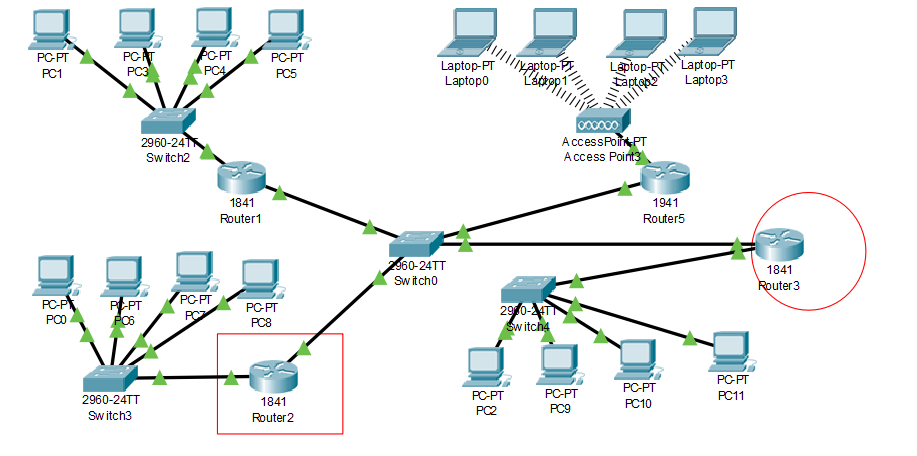 PC-PT
PC1
PC-PT
PC3
PC-PT
PC4
PC-PT
PC5
Laptop-PT
Laptop0
Laptop-PT
Laptop1
Laptop-PT
Laptop2
Laptop-PT
Laptop3
2960-24TT
Switch2
AccessPoint-PT
Access Point3
1841
Router1
1941
Router5
2960-24TT
Switch0
1841
Router3
PC-PT
PC0
PC-PT
PC6
PC-PT
PC7
PC-PT
PC8
2960-24TT
Switch4
2960-24TT
Switch3
1841
Router2
PC-PT
PC2
PC-PT
PC9
PC-PT
PC10
PC-PT
PC11